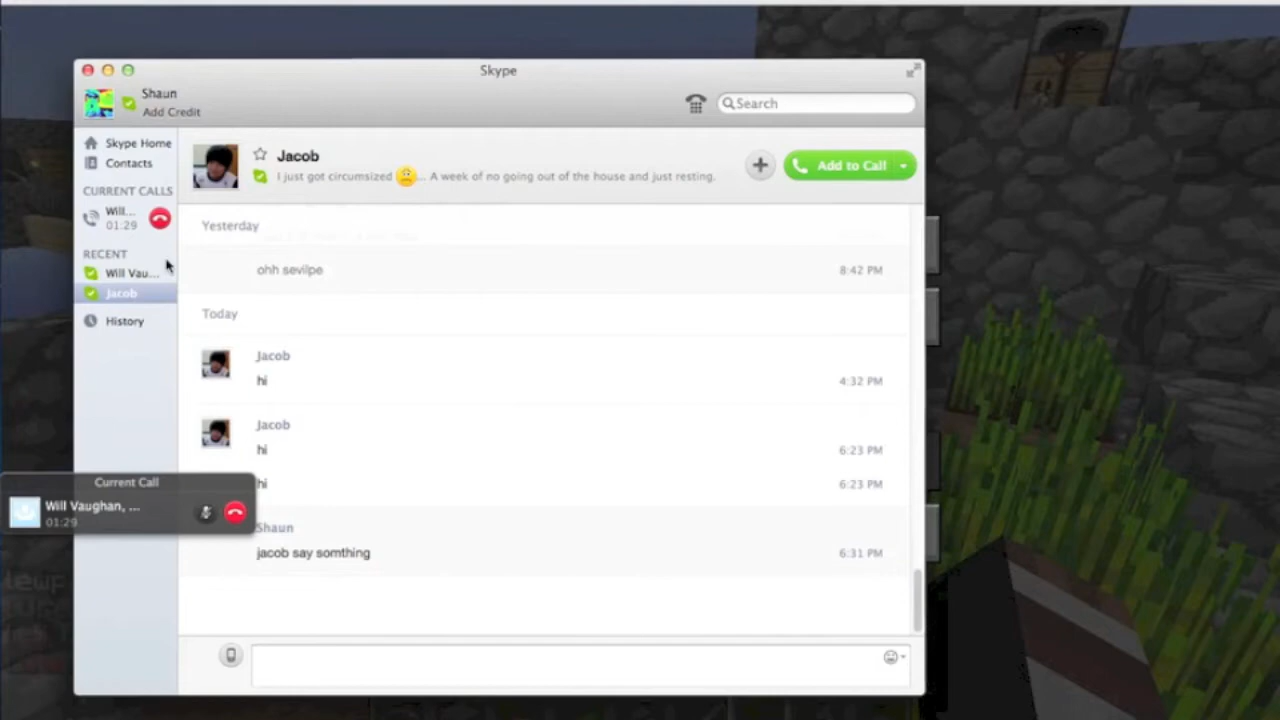 Skype
Shaun
Add Credit
Search
Skype Home
Contacts
CURRENT CALLS
Will...
01:29
RECENT
Will Vau...
Jacob
History
Jacob
I just got circumsized ... A week of no going out of the house and just resting.
Add to Call
Yesterday
ohh sevilpe 8:42 PM
Today
Jacob
hi 4:32 PM
Jacob
hi 6:23 PM
hi 6:23 PM
Shaun
jacob say somthing 6:31 PM
Current Call
Will Vaughan, ...
01:29